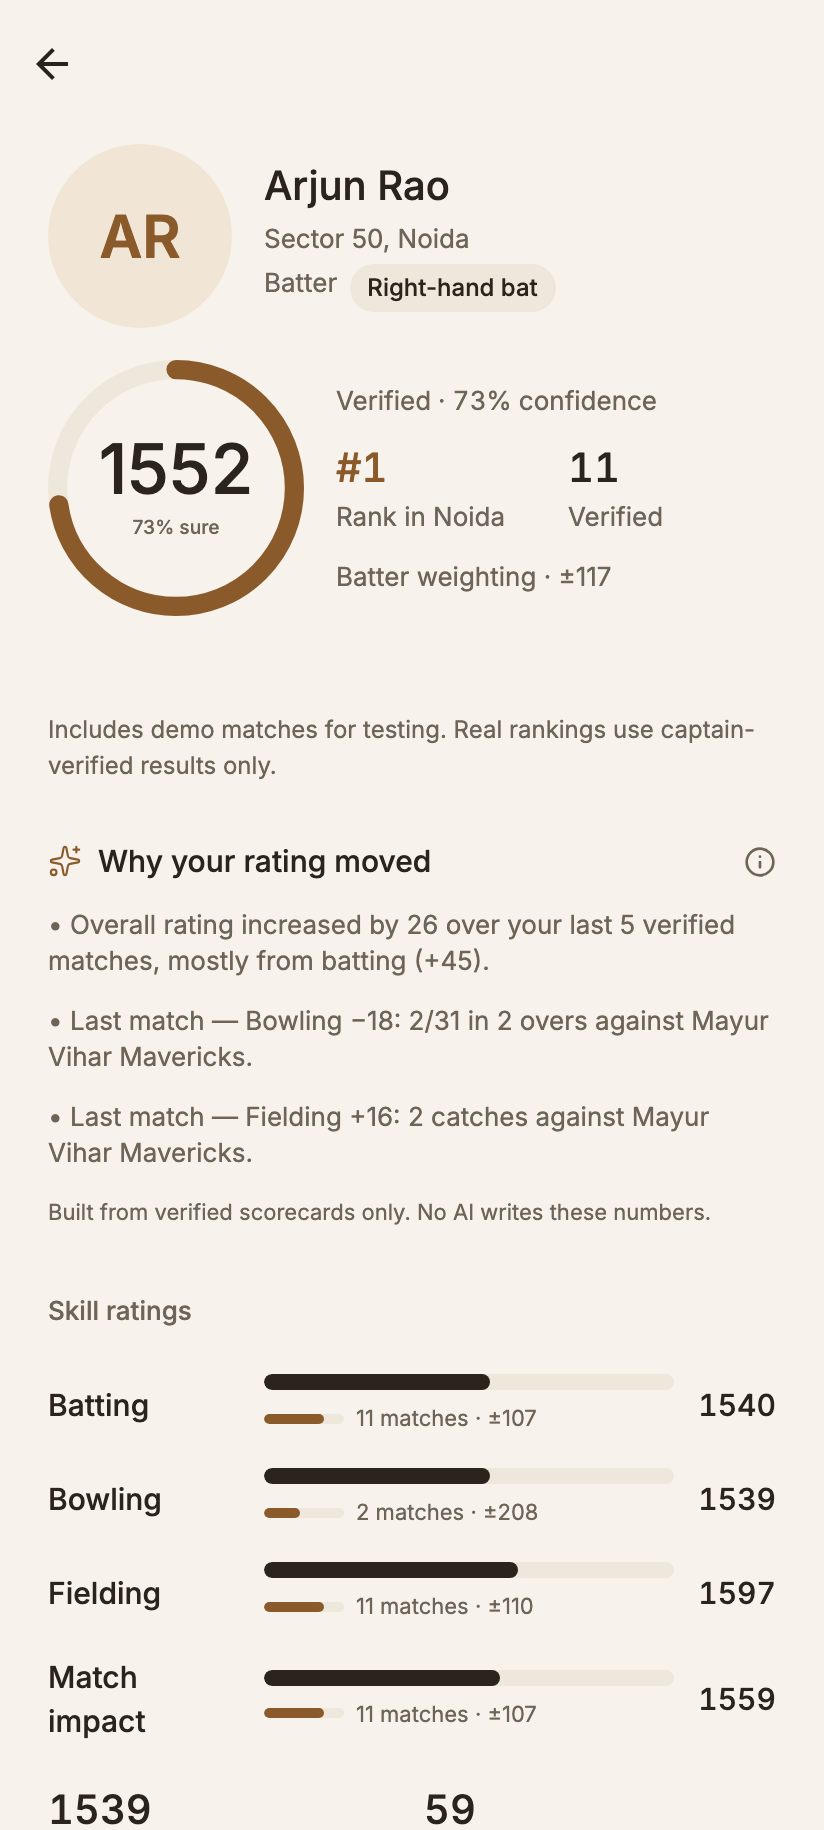 AR
Arjun Rao
Sector 50, Noida
Batter Right-hand bat
1552
73% sure
Verified · 73% confidence
#1 11
Rank in Noida Verified
Batter weighting · ±117
Includes demo matches for testing. Real rankings use captain-
verified results only.
Why your rating moved
• Overall rating increased by 26 over your last 5 verified
matches, mostly from batting (+45).
• Last match — Bowling −18: 2/31 in 2 overs against Mayur
Vihar Mavericks.
• Last match — Fielding +16: 2 catches against Mayur
Vihar Mavericks.
Built from verified scorecards only. No AI writes these numbers.
Skill ratings
Batting 11 matches · ±107 1540
Bowling 2 matches · ±208 1539
Fielding 11 matches · ±110 1597
Match
impact 11 matches · ±107 1559
1539 59